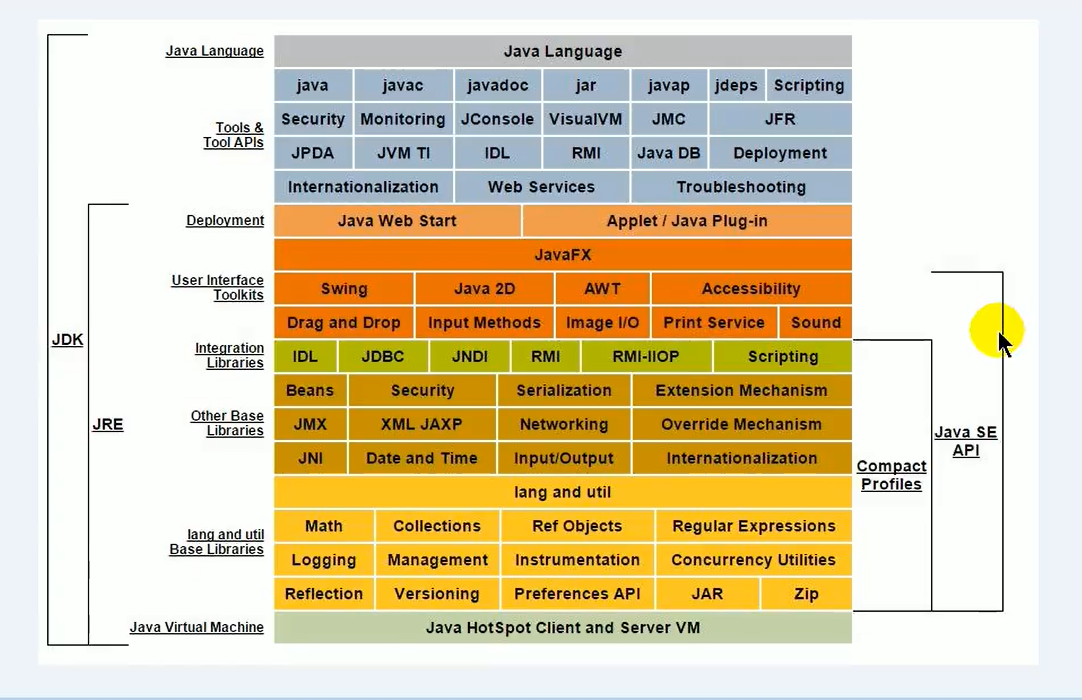 Java Language Java Language
java javac javadoc jar javap jdeps Scripting
Tools &
Tool APIs
Security Monitoring JConsole VisualVM JMC JFR
JPDA JVM TI IDL RMI Java DB Deployment
Internationalization Web Services Troubleshooting
Deployment Java Web Start Applet / Java Plug-in
JavaFX
User Interface
Toolkits
Swing Java 2D AWT Accessibility
Drag and Drop Input Methods Image I/O Print Service Sound
JDK
Integration
Libraries
IDL JDBC JNDI RMI RMI-IIOP Scripting
Beans Security Serialization Extension Mechanism
JRE
Other Base
Libraries
JMX XML JAXP Networking Override Mechanism
Java SE
API
JNI Date and Time Input/Output Internationalization
Compact
Profiles
lang and util
lang and util
Base Libraries
Math Collections Ref Objects Regular Expressions
Logging Management Instrumentation Concurrency Utilities
Reflection Versioning Preferences API JAR Zip
Java Virtual Machine Java HotSpot Client and Server VM